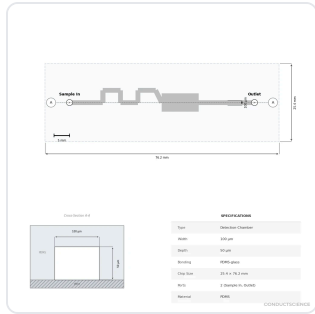 Sample In
Outlet
A
A'
5 mm
76.2 mm
25.4 mm
Cross-Section A-A'
100 µm
50 µm
PDMS
SPECIFICATIONS
Type Detection Chamber
Width 100 µm
Depth 50 µm
Bonding PDMS-glass
Chip Size 25.4 x 76.2 mm
Ports 2 (Sample In, Outlet)
Material PDMS
CONDUCTSCIENCE